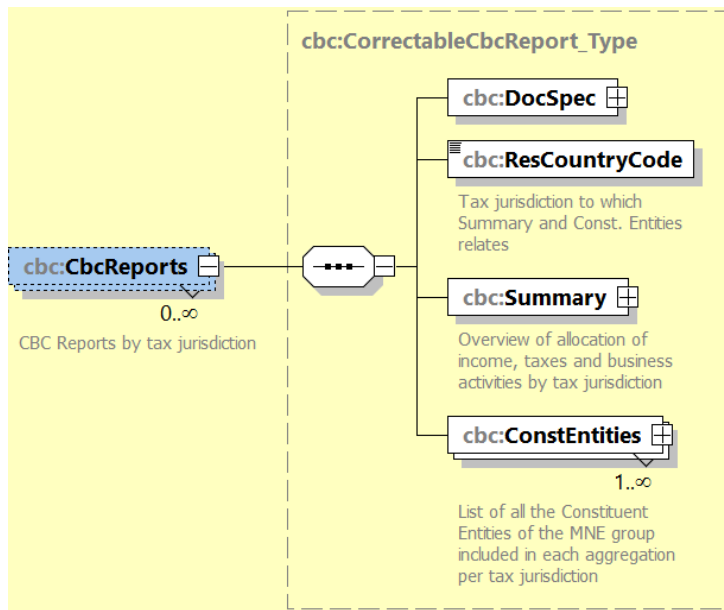 cbc:CorrectableCbcReport_Type
cbc:DocSpec
cbc:ResCountryCode
Tax jurisdiction to which
Summary and Const. Entities
relates
cbc:CbcReports
0..∞
CBC Reports by tax jurisdiction
cbc:Summary
Overview of allocation of
income, taxes and business
activities by tax jurisdiction
cbc:ConstEntities
1..∞
List of all the Constituent
Entities of the MNE group
included in each aggregation
per tax jurisdiction